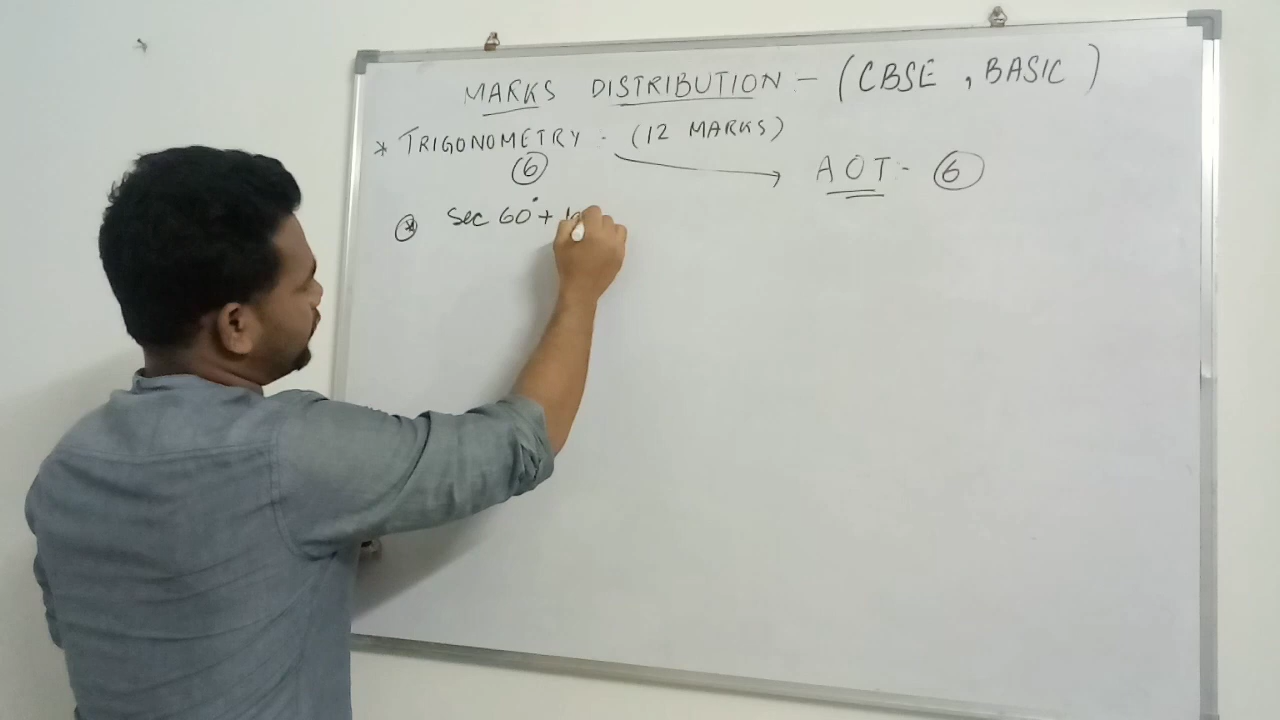 MARKS DISTRIBUTION :- (CBSE, BASIC)
* TRIGONOMETRY :- (12 MARKS)
6
AOT :- 6
* Sec 60° +